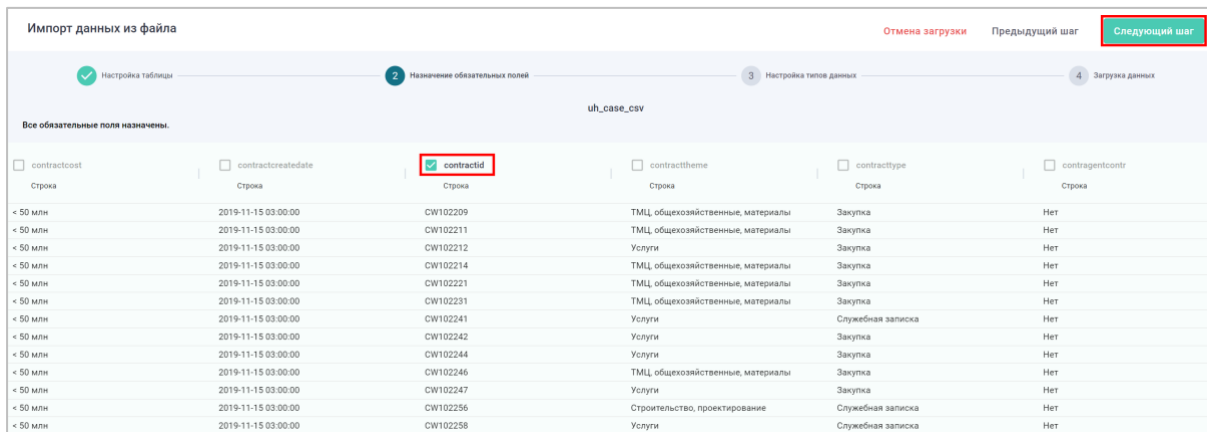 Импорт данных из файла Отмена загрузки Предыдущий шаг Следующий шаг
Настройка таблицы 2 Назначение обязательных полей 3 Настройка типов данных 4 Загрузка данных
uh_case_csv
Все обязательные поля назначены.
contractcost contractcreatedate contractid contracttheme contracttype contragentcontr
Строка Строка Строка Строка Строка Строка
< 50 млн 2019-11-15 03:00:00 CW102209 ТМЦ, общехозяйственные, материалы Закупка Нет
< 50 млн 2019-11-15 03:00:00 CW102211 ТМЦ, общехозяйственные, материалы Закупка Нет
< 50 млн 2019-11-15 03:00:00 CW102212 Услуги Закупка Нет
< 50 млн 2019-11-15 03:00:00 CW102214 ТМЦ, общехозяйственные, материалы Закупка Нет
< 50 млн 2019-11-15 03:00:00 CW102221 ТМЦ, общехозяйственные, материалы Закупка Нет
< 50 млн 2019-11-15 03:00:00 CW102231 ТМЦ, общехозяйственные, материалы Закупка Нет
< 50 млн 2019-11-15 03:00:00 CW102241 Услуги Служебная записка Нет
< 50 млн 2019-11-15 03:00:00 CW102242 Услуги Закупка Нет
< 50 млн 2019-11-15 03:00:00 CW102244 Услуги Закупка Нет
< 50 млн 2019-11-15 03:00:00 CW102246 ТМЦ, общехозяйственные, материалы Закупка Нет
< 50 млн 2019-11-15 03:00:00 CW102247 Услуги Закупка Нет
< 50 млн 2019-11-15 03:00:00 CW102256 Строительство, проектирование Служебная записка Нет
< 50 млн 2019-11-15 03:00:00 CW102258 Услуги Служебная записка Нет